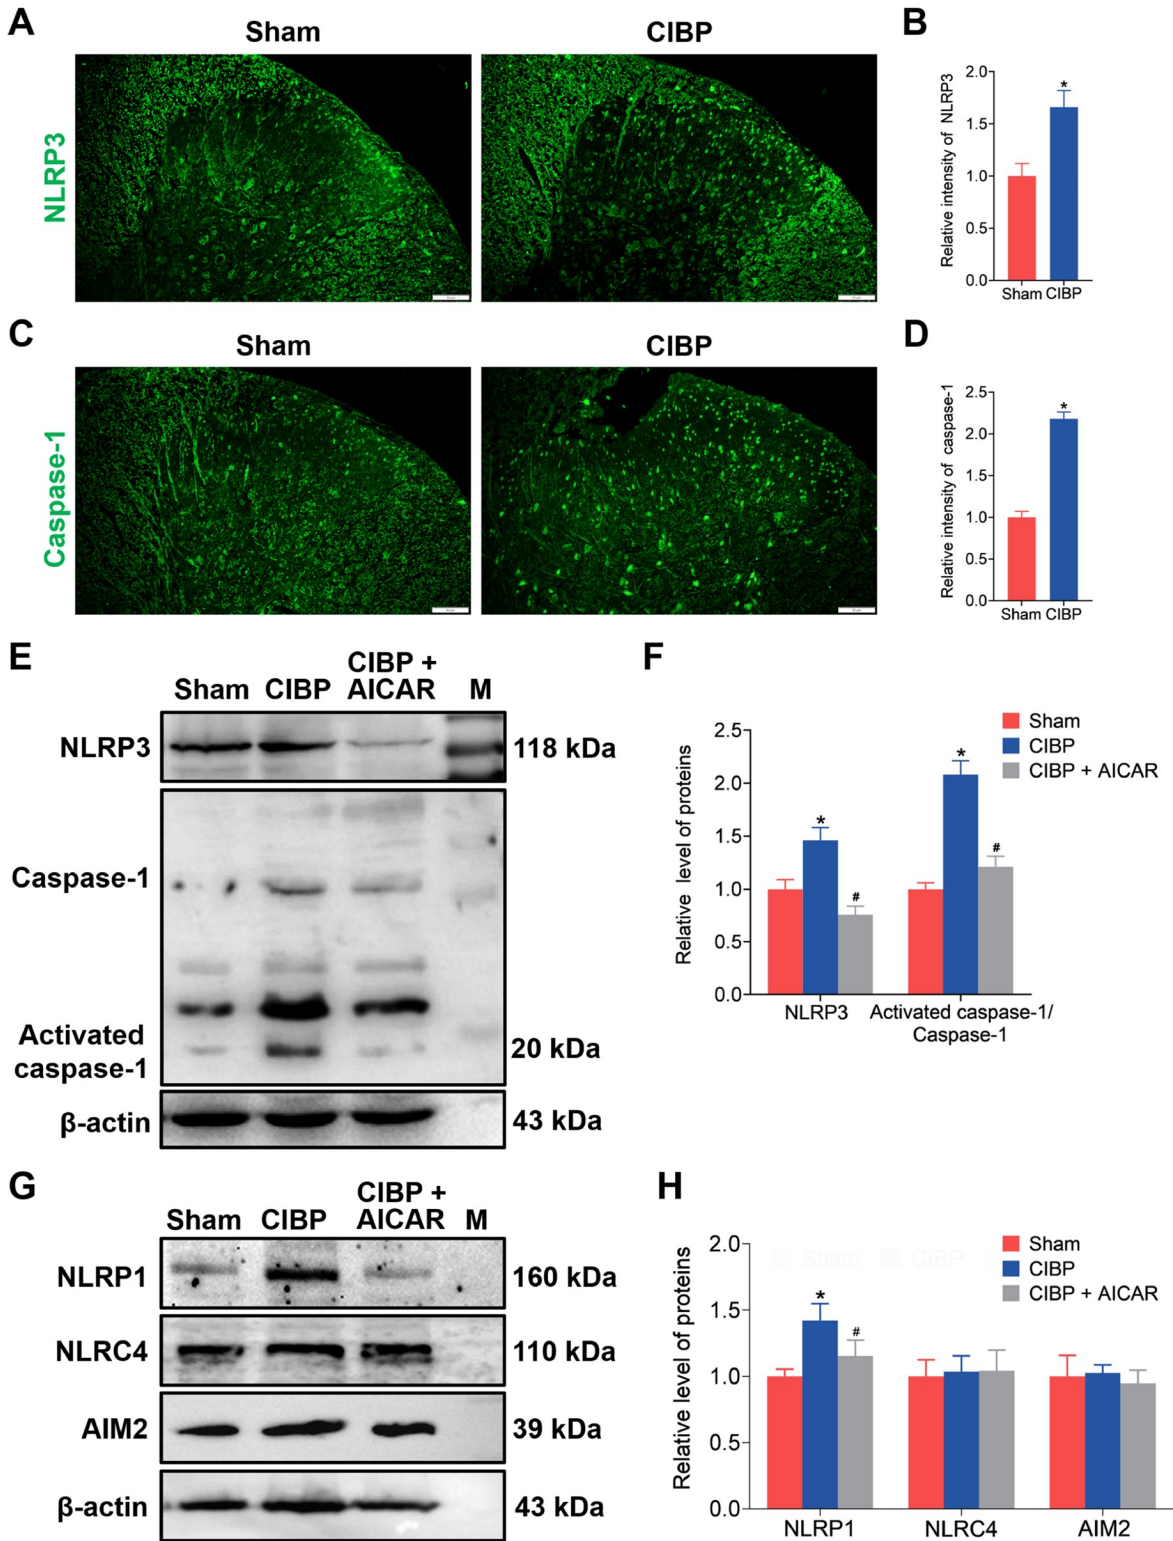 A
Sham
CIBP
B
NLRP3
Relative intensity of NLRP3
2.0
1.5
1.0
0.5
0.0
*
Sham CIBP
C
Sham
CIBP
D
Caspase-1
Relative intensity of caspase-1
2.5
2.0
1.5
1.0
0.5
0.0
*
Sham CIBP
E
Sham
CIBP
CIBP +
AICAR
M
NLRP3
118 kDa
Caspase-1
Activated
caspase-1
20 kDa
β-actin
43 kDa
F
Sham
CIBP
CIBP + AICAR
Relative level of proteins
2.5
2.0
1.5
1.0
0.5
0.0
*
#
*
#
NLRP3
Activated caspase-1/
Caspase-1
G
Sham
CIBP
CIBP +
AICAR
M
NLRP1
160 kDa
NLRC4
110 kDa
AIM2
39 kDa
β-actin
43 kDa
H
Sham
CIBP
Sham
CIBP
CIBP + AICAR
Relative level of proteins
2.0
1.5
1.0
0.5
0.0
*
#
NLRP1
NLRC4
AIM2